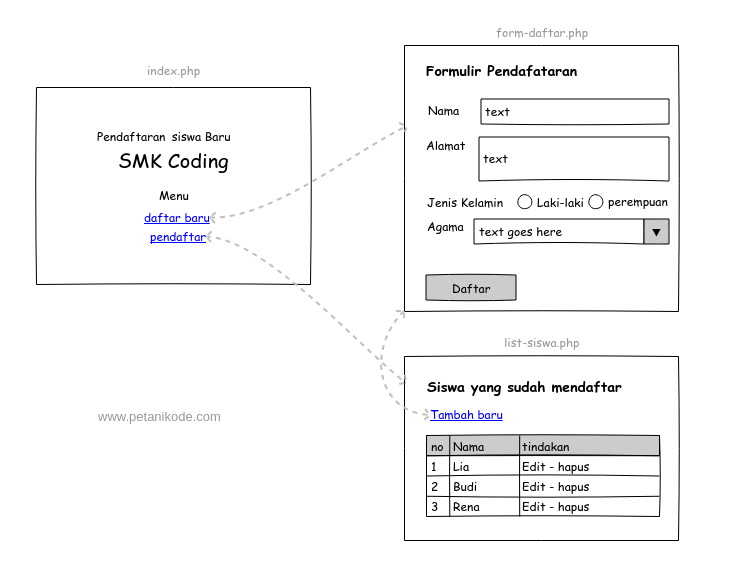 index.php
Pendaftaran siswa Baru
SMK Coding
Menu
daftar baru
pendaftar
www.petanikode.com
form-daftar.php
Formulir Pendafataran
Nama text
Alamat text
Jenis Kelamin Laki-laki perempuan
Agama text goes here
Daftar
list-siswa.php
Siswa yang sudah mendaftar
Tambah baru
no Nama tindakan
1 Lia Edit - hapus
2 Budi Edit - hapus
3 Rena Edit - hapus